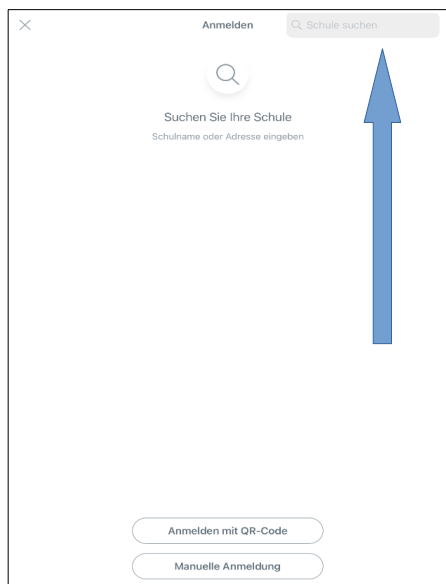 Anmelden
Schule suchen
Suchen Sie Ihre Schule
Schulname oder Adresse eingeben
Anmelden mit QR-Code
Manuelle Anmeldung